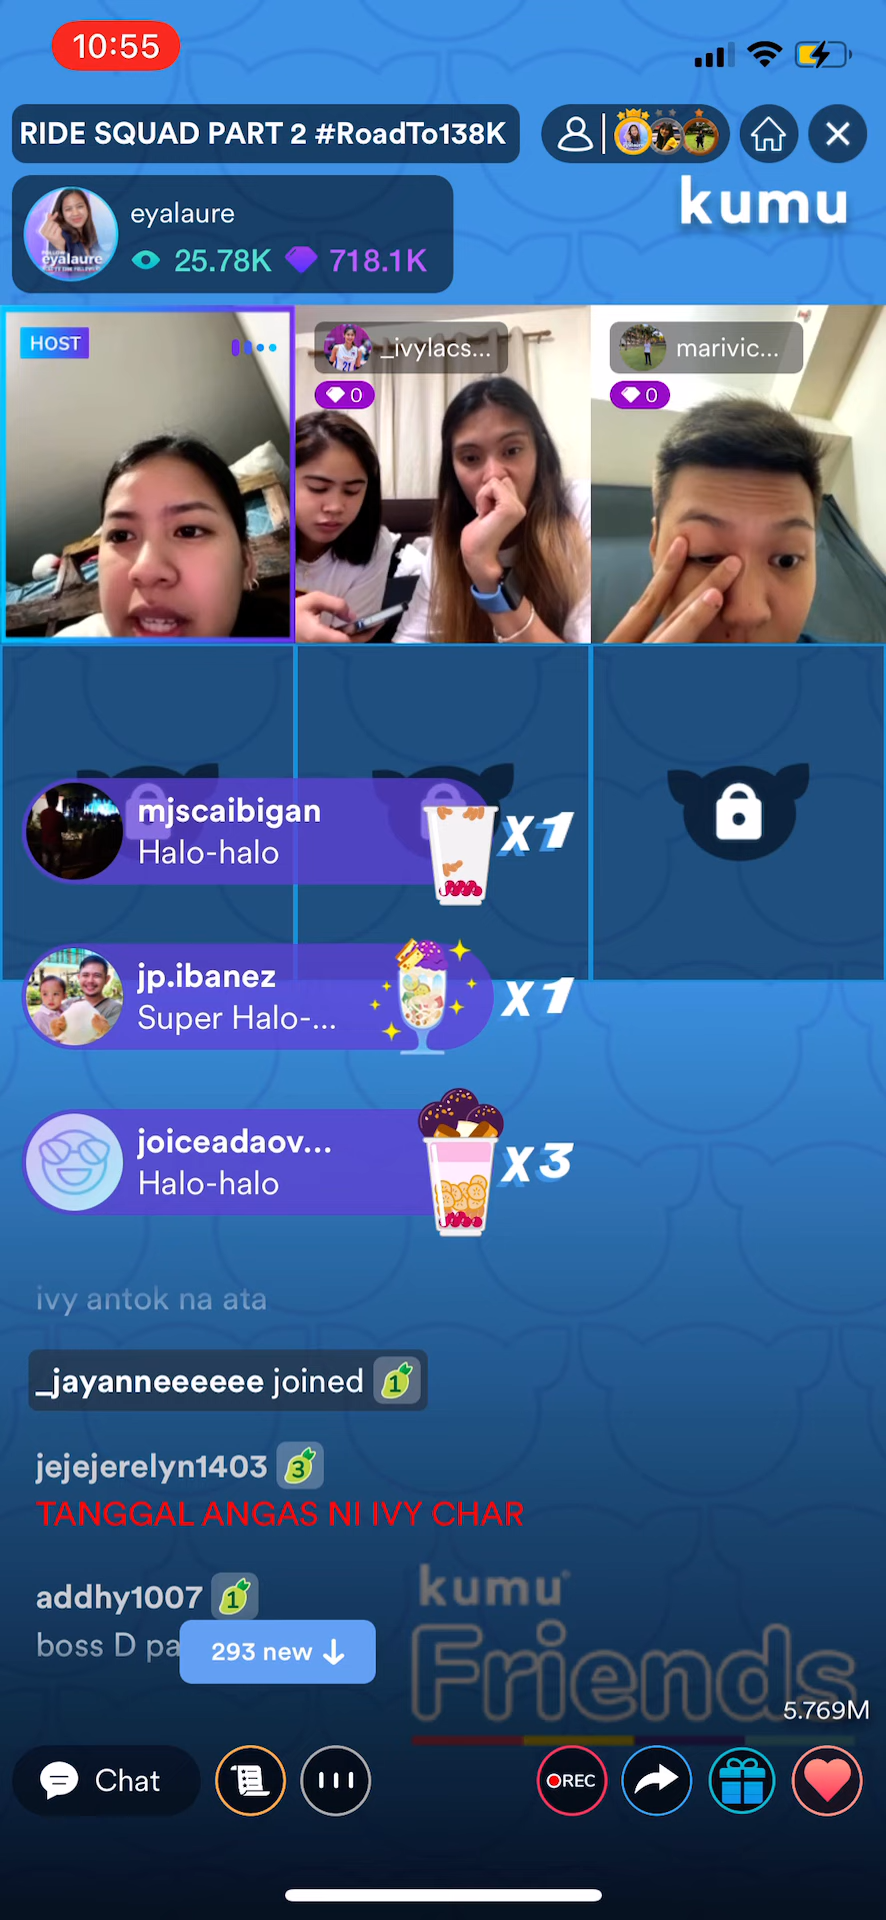 10:55
RIDE SQUAD PART 2 #RoadTo138K
kumu
eyalaure
eyalaure
25.78K 718.1K
HOST
_ivylacs...
marivic...
21
0
0
mjscaibigan
Halo-halo
X1
jp.ibanez
Super Halo-...
X1
joiceadaov...
Halo-halo
X3
ivy antok na ata
_jayanneeeeee joined 1
jejejerelyn1403 3
TANGGAL ANGAS NI IVY CHAR
addhy1007 1
boss D pa
293 new
kumu
Friends
5.769M
Chat
REC